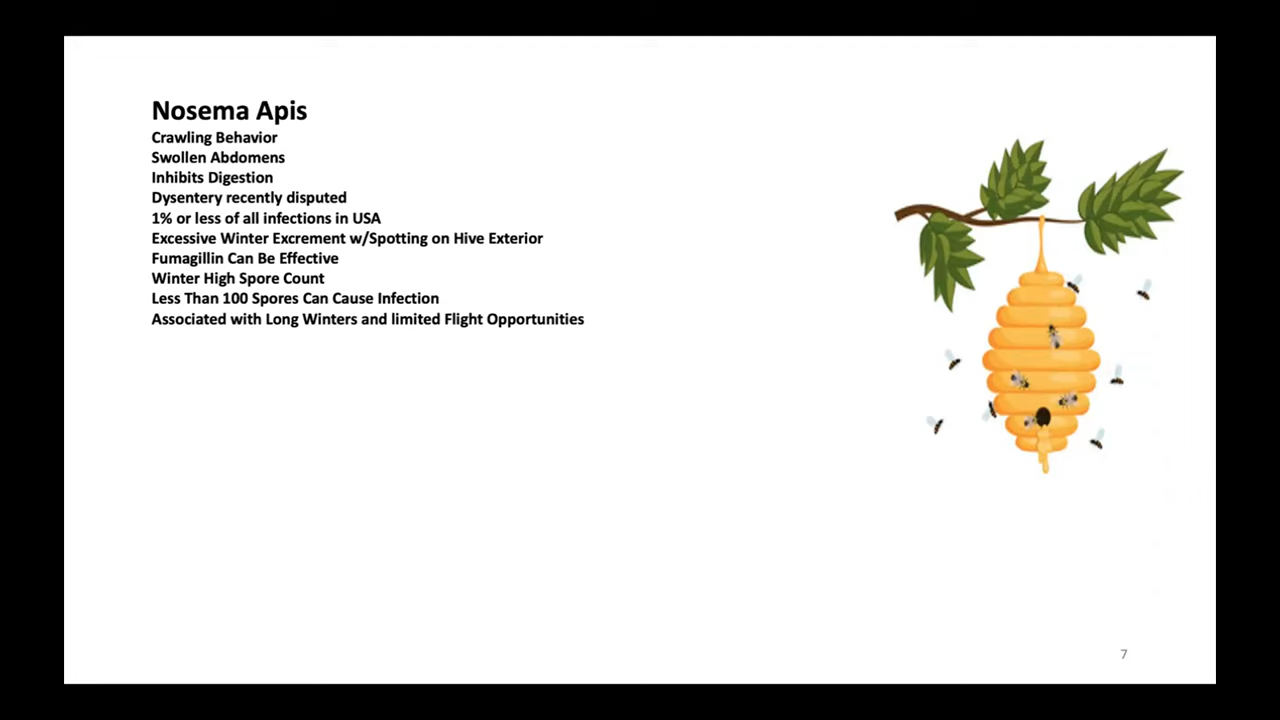 Nosema Apis
Crawling Behavior
Swollen Abdomens
Inhibits Digestion
Dysentery recently disputed
1% or less of all infections in USA
Excessive Winter Excrement w/Spotting on Hive Exterior
Fumagillin Can Be Effective
Winter High Spore Count
Less Than 100 Spores Can Cause Infection
Associated with Long Winters and limited Flight Opportunities
7